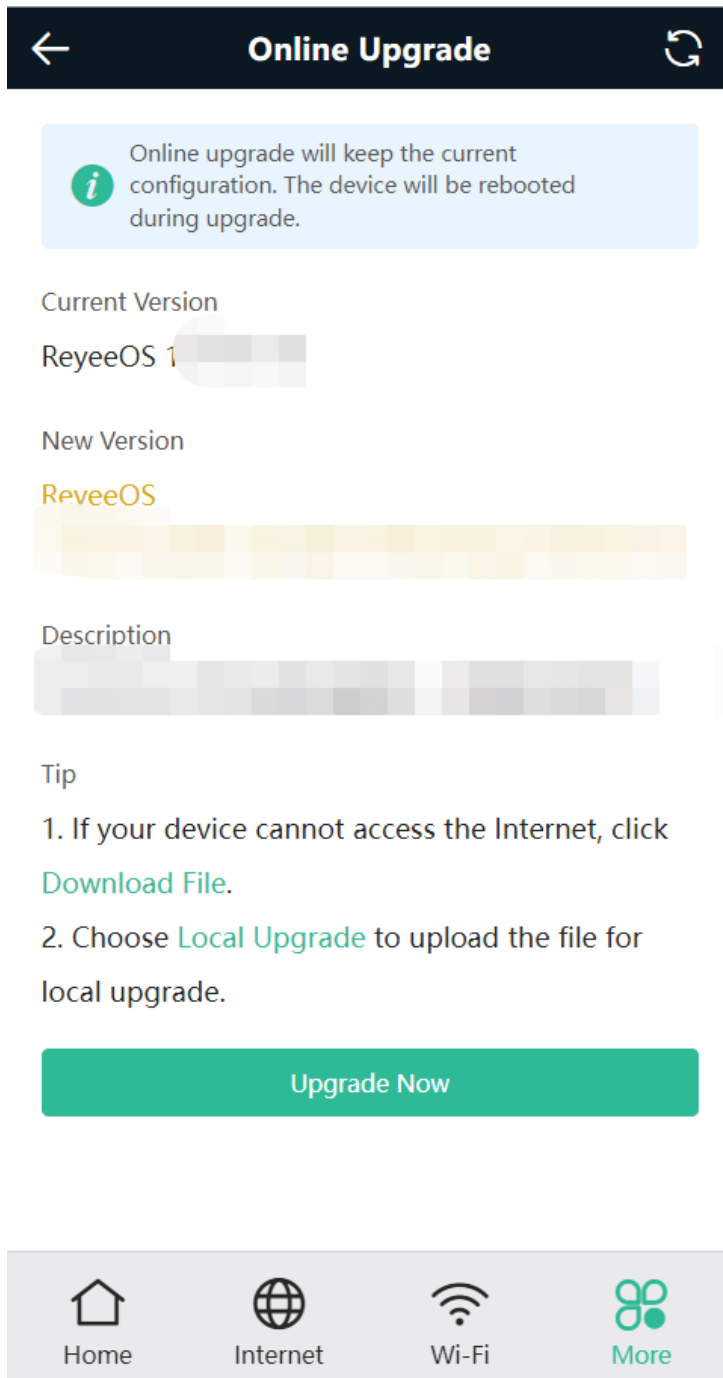 Online Upgrade
Online upgrade will keep the current
configuration. The device will be rebooted
during upgrade.
Current Version
ReyeeOS 1
New Version
ReyeeOS
Description
Tip
1. If your device cannot access the Internet, click
Download File.
2. Choose Local Upgrade to upload the file for
local upgrade.
Upgrade Now
Home Internet Wi-Fi More